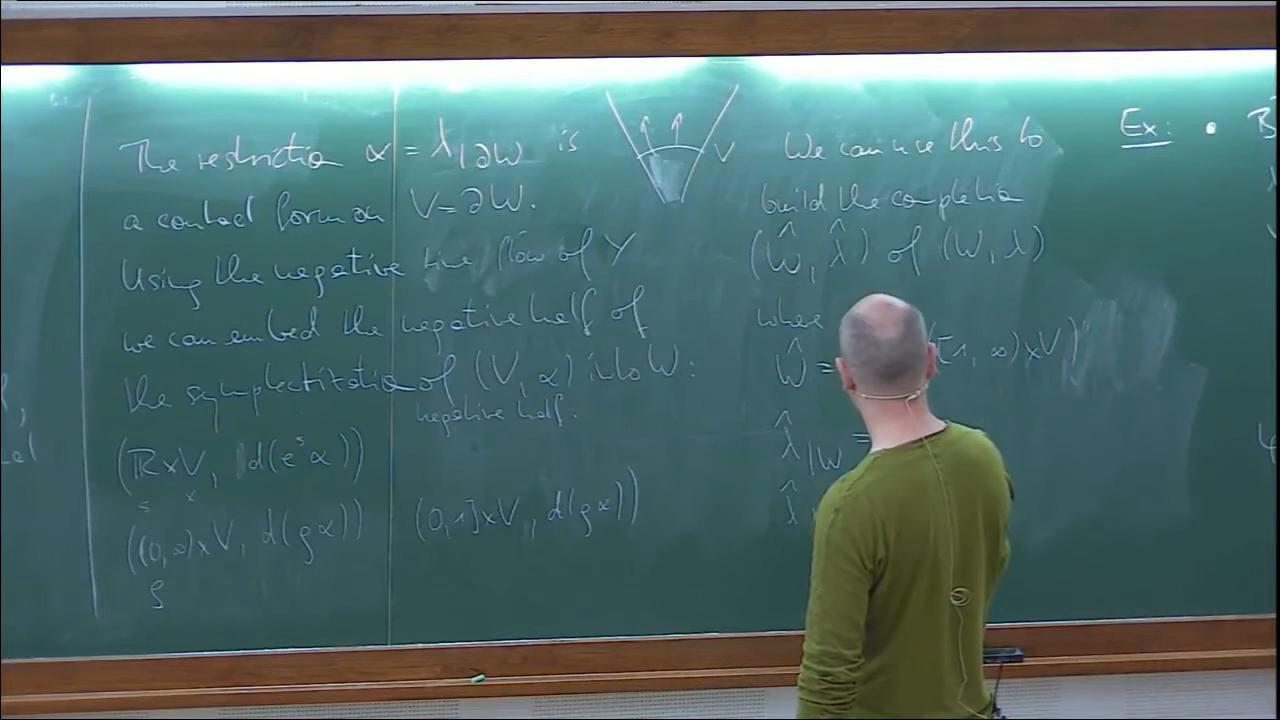 The restriction α = λ|∂W is
a contact form on V = ∂W.
Using the negative time flow of Y
we can embed the negative half of
the symplectization of (V, α) into W:
negative half:
(ℝ×V, d(e^s α))
s x
((0,∞)×V, d(ρα)) (0,1]×V, d(ρα))
ρ
V
We can use this to
build the completion
(Ŵ, λ̂) of (W, λ)
where
Ŵ =
[1, ∞)×V)
λ̂|W =
λ̂
Ex: •